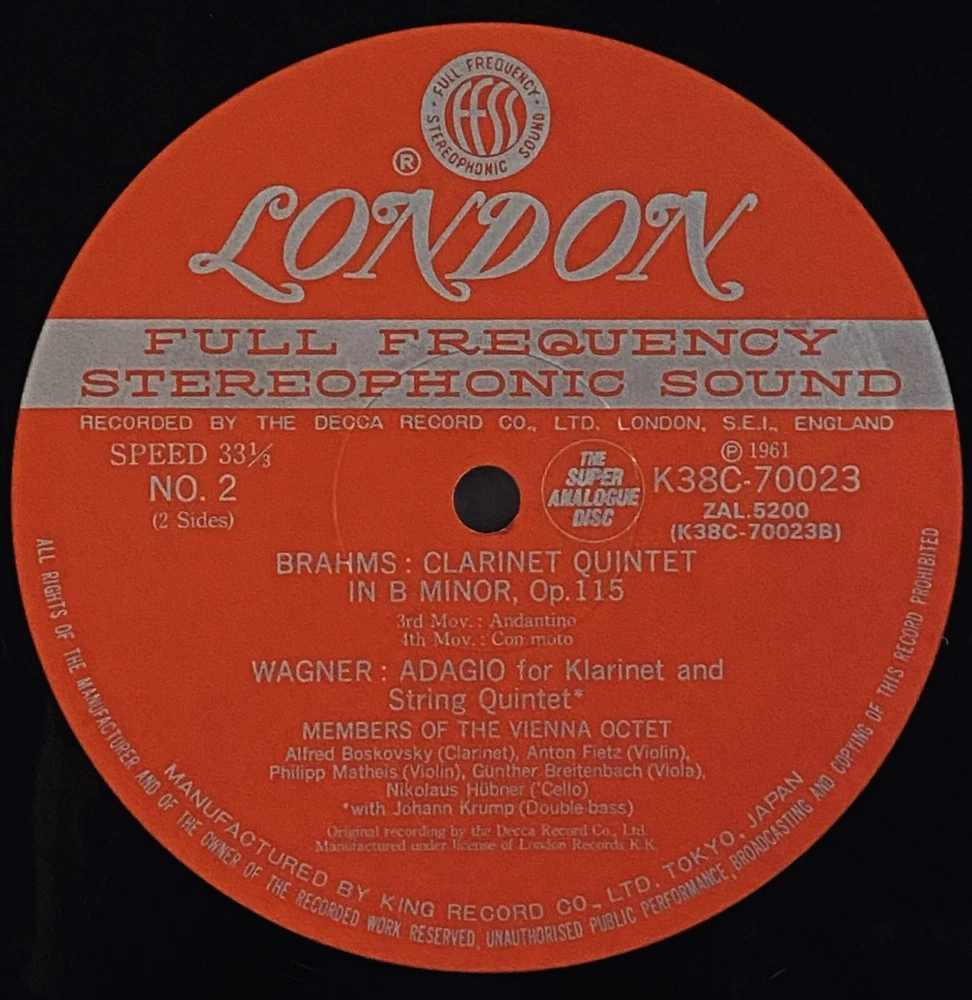 FULL FREQUENCY
ffss
STEREOPHONIC SOUND
®
LONDON
FULL FREQUENCY
STEREOPHONIC SOUND
RECORDED BY THE DECCA RECORD CO., LTD. LONDON, S.E.I., ENGLAND
SPEED 33⅓
NO. 2
(2 Sides)
THE
SUPER
ANALOGUE
DISC
℗ 1961
K38C-70023
ZAL.5200
(K38C-70023B)
BRAHMS : CLARINET QUINTET
IN B MINOR, Op.115
3rd Mov. : Andantino
4th Mov. : Con moto
WAGNER : ADAGIO for Klarinet and
String Quintet*
MEMBERS OF THE VIENNA OCTET
Alfred Boskovsky (Clarinet), Anton Fietz (Violin),
Philipp Matheis (Violin), Günther Breitenbach (Viola),
Nikolaus Hübner ('Cello)
*with Johann Krump (Double-bass)
Original recording by the Decca Record Co., Ltd.
Manufactured under license of London Records K.K.
MANUFACTURED BY KING RECORD CO., LTD. TOKYO, JAPAN
ALL RIGHTS OF THE MANUFACTURER AND OF THE OWNER OF THE RECORDED WORK RESERVED. UNAUTHORISED PUBLIC PERFORMANCE, BROADCASTING AND COPYING OF THIS RECORD PROHIBITED